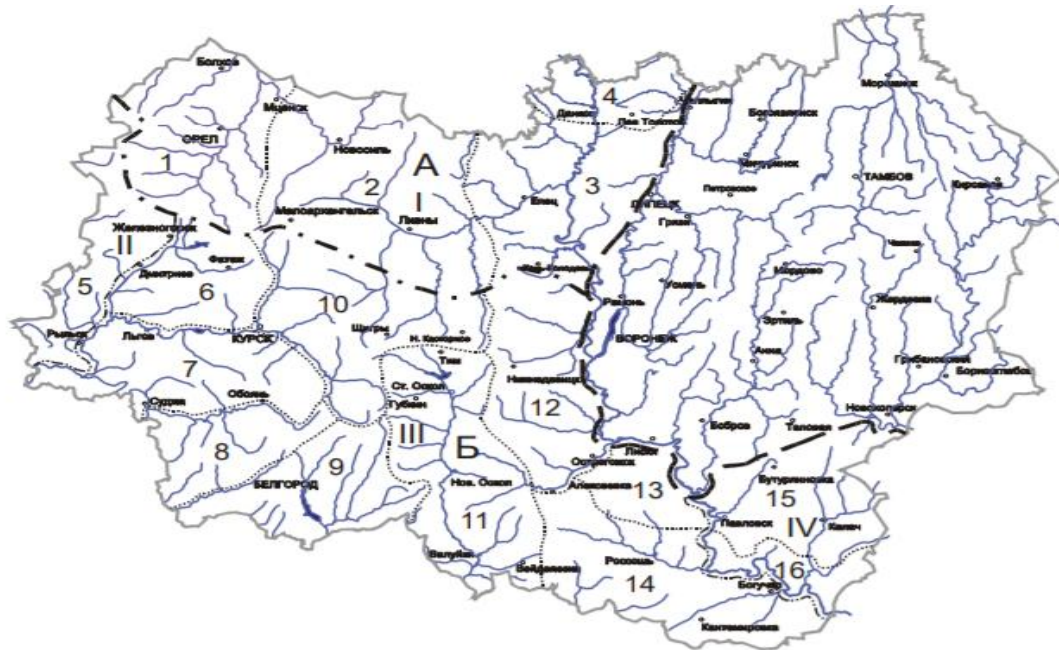 Болхов
Мценск
ОРЕЛ
1
Новосиль
А
2
I
Малоархангельск
Ливны
Данков
4
Лев Толстой
3
Елец
ЛИПЕЦК
Грязи
Богоявленск
Мичуринск
Петровское
Моршанск
ТАМБОВ
Кирсанов
Железногорск
II
Фатеж
Дмитриев
5
6
10
Рыльск
Льгов
КУРСК
Щигры
Н. Касторное
Тим
7
Суджа
Обоянь
Ст. Оскол
Губкин
III
8
9
БЕЛГОРОД
Б
Нов. Оскол
11
Валуйки
Вейделевка
Рамонь
Усмань
ВОРОНЕЖ
Нижнедевицк
12
Мордово
Эртиль
Анна
Жердевка
Грибановский
Борисоглебск
Новохоперск
Бобров
Таловая
Лиски
Острогожск
Алексеевка
13
15
Бутурлиновка
Павловск
IV
Калач
Россошь
14
16
Богучар
Кантемировка